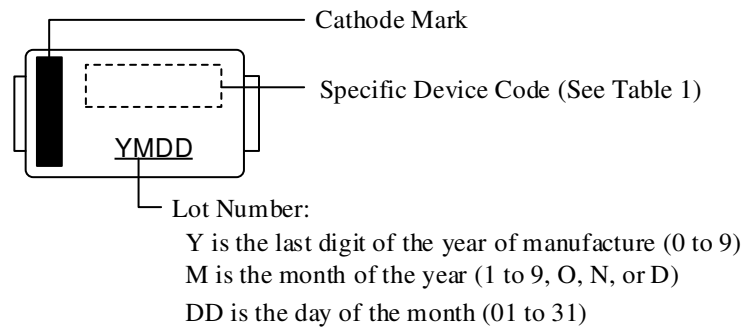 Cathode Mark
Specific Device Code (See Table 1)
YMDD
Lot Number:
Y is the last digit of the year of manufacture (0 to 9)
M is the month of the year (1 to 9, O, N, or D)
DD is the day of the month (01 to 31)